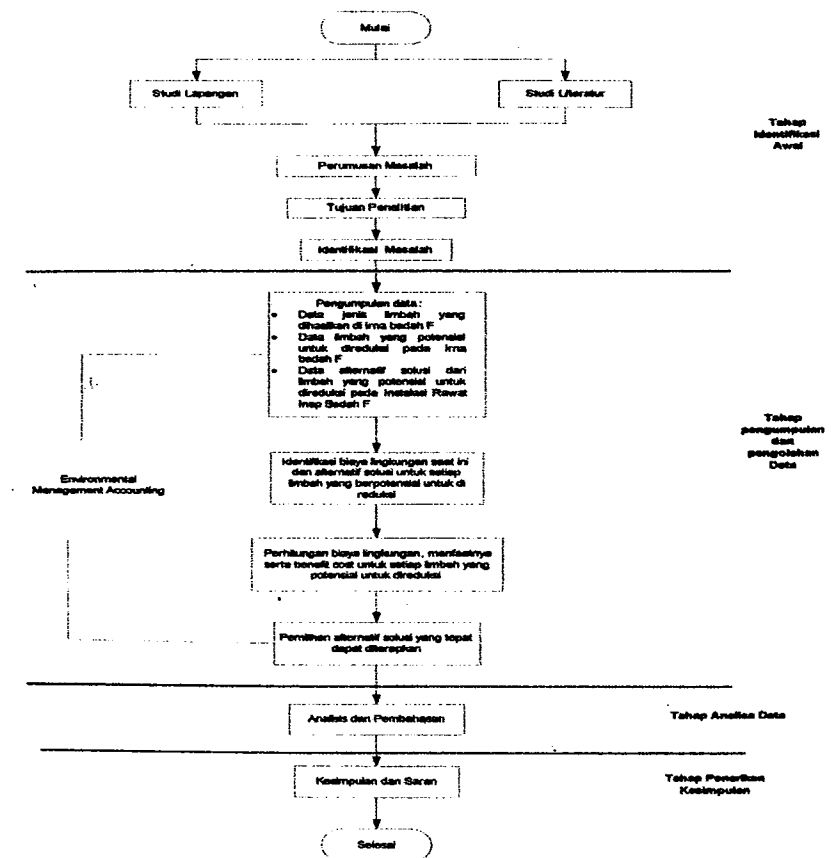 Mulai
Studi Lapangan
Studi Literatur
Tahap
Identifikasi
Awal
Perumusan Masalah
Tujuan Penelitian
Identifikasi Masalah
Pengumpulan data :
• Data jenis limbah yang
dihasilkan di Irna bedah F
• Data limbah yang potensial
untuk direduksi pada Irna
bedah F
• Data alternatif solusi dari
limbah yang potensial untuk
direduksi pada Instalasi Rawat
Inap Bedah F
Tahap
pengumpulan
dan
pengolahan
Data
Identifikasi biaya lingkungan saat ini
dan alternatif solusi untuk setiap
limbah yang berpotensial untuk di
reduksi
Environmental
Management Accounting
Perhitungan biaya lingkungan, manfaatnya
serta benefit cost untuk setiap limbah yang
potensial untuk direduksi
Pemilihan alternatif solusi yang tepat
dapat diterapkan
Analisis dan Pembahasan
Tahap Analisa Data
Kesimpulan dan Saran
Tahap Penarikan
Kesimpulan
Selesai